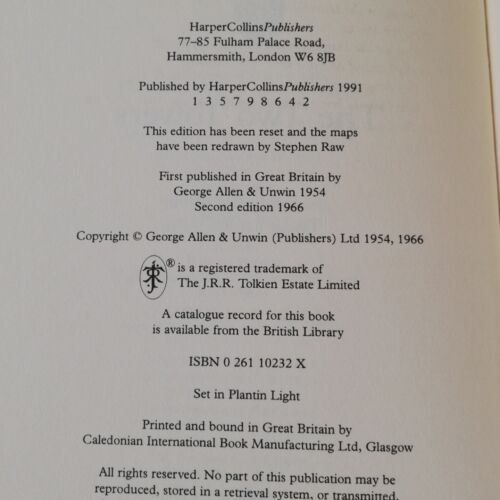 HarperCollinsPublishers
77–85 Fulham Palace Road,
Hammersmith, London W6 8JB
Published by HarperCollinsPublishers 1991
1 3 5 7 9 8 6 4 2
This edition has been reset and the maps
have been redrawn by Stephen Raw
First published in Great Britain by
George Allen & Unwin 1954
Second edition 1966
Copyright © George Allen & Unwin (Publishers) Ltd 1954, 1966
® is a registered trademark of
The J.R.R. Tolkien Estate Limited
A catalogue record for this book
is available from the British Library
ISBN 0 261 10232 X
Set in Plantin Light
Printed and bound in Great Britain by
Caledonian International Book Manufacturing Ltd, Glasgow
All rights reserved. No part of this publication may be
reproduced, stored in a retrieval system, or transmitted,